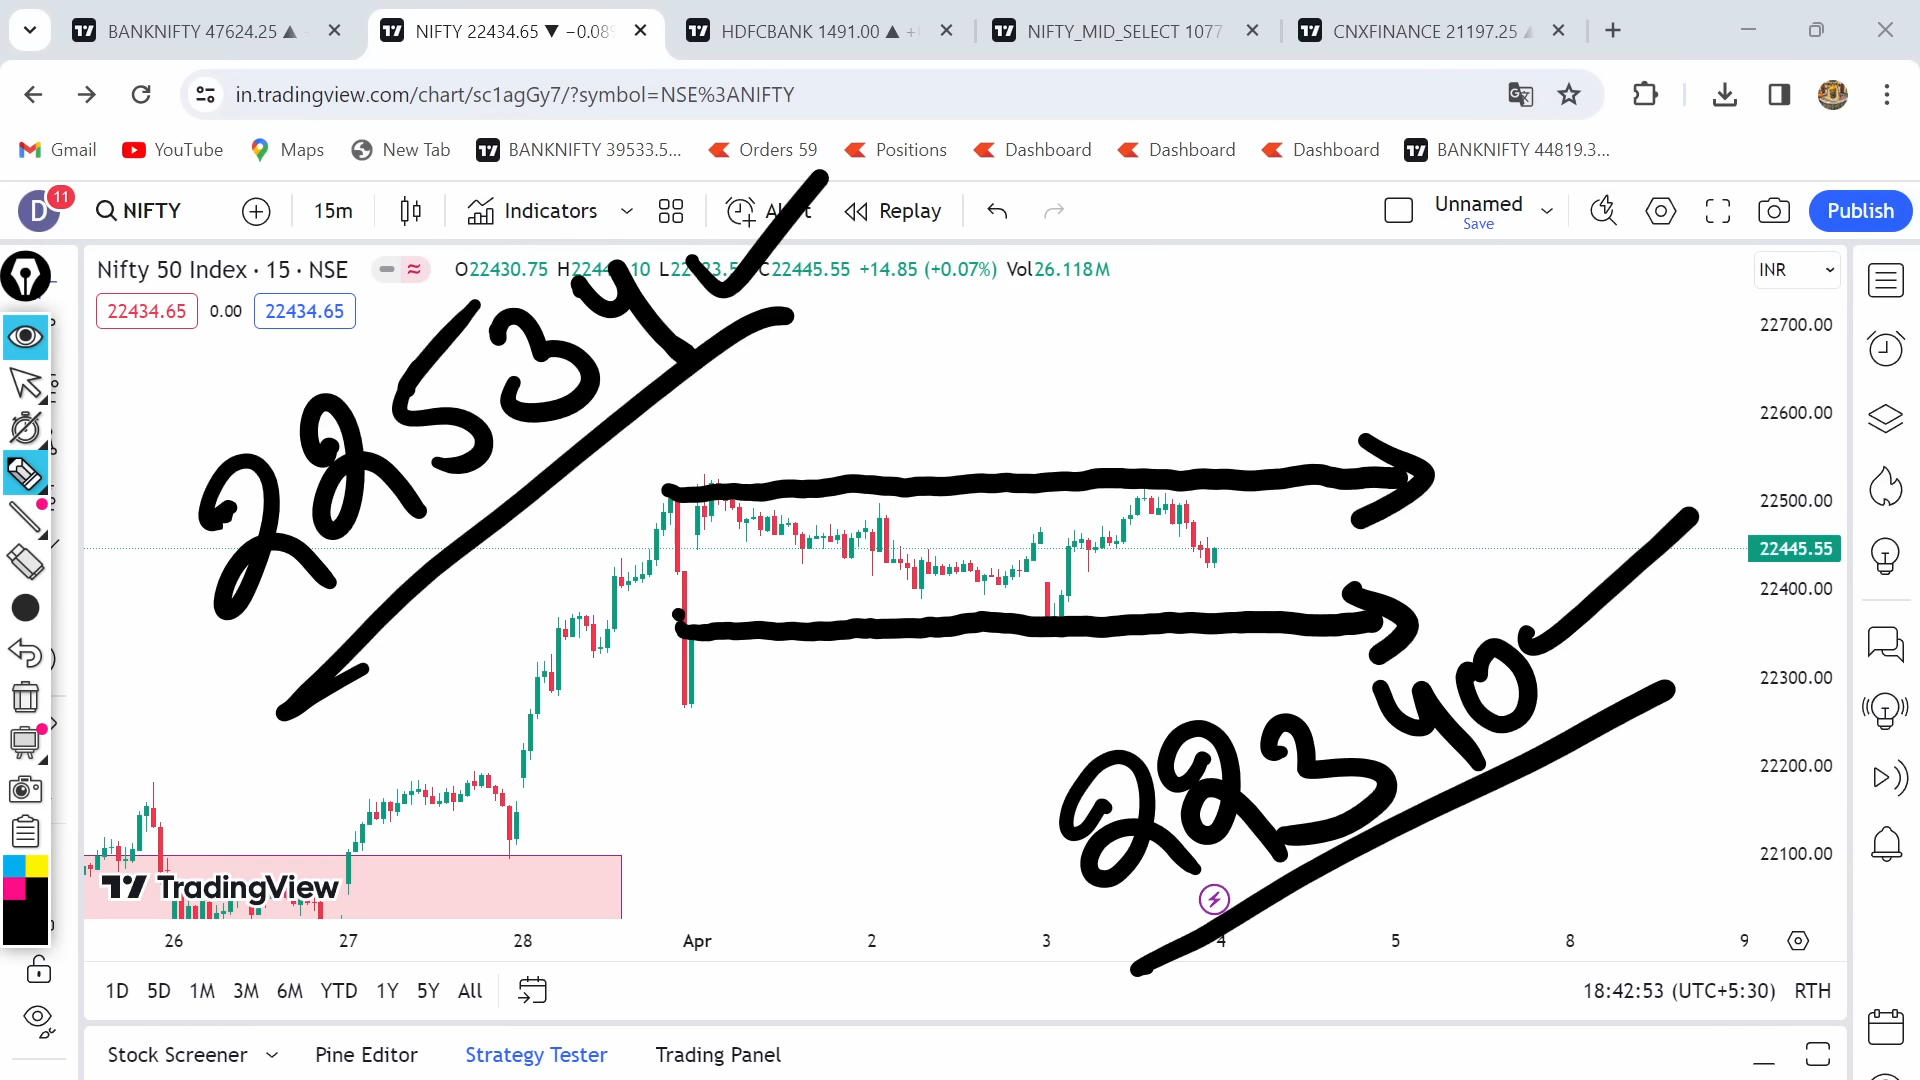 BANKNIFTY 47624.25 ▲
NIFTY 22434.65 ▼ −0.08%
HDFCBANK 1491.00 ▲ +
NIFTY_MID_SELECT 1077
CNXFINANCE 21197.25
in.tradingview.com/chart/sc1agGy7/?symbol=NSE%3ANIFTY
Gmail
YouTube
Maps
New Tab
BANKNIFTY 39533.5...
Orders 59
Positions
Dashboard
Dashboard
Dashboard
BANKNIFTY 44819.3...
D
11
NIFTY
15m
Indicators
Replay
Unnamed
Save
Publish
Nifty 50 Index · 15 · NSE
O22430.75 C22445.55 +14.85 (+0.07%) Vol26.118M
INR
22434.65 0.00 22434.65
22534
22700.00
22600.00
22500.00
22445.55
22400.00
22300.00
22200.00
22100.00
22340
TradingView
26 27 28 Apr 2 3 4 5 8 9
1D 5D 1M 3M 6M YTD 1Y 5Y All
18:42:53 (UTC+5:30) RTH
Stock Screener Pine Editor Strategy Tester Trading Panel